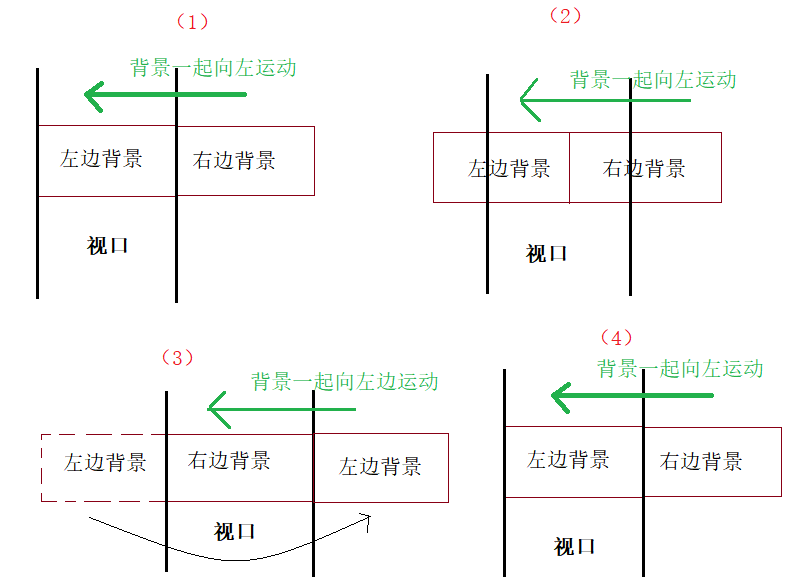 （1）
背景一起向左运动
左边背景
右边背景
视口
（2）
背景一起向左运动
左边背景
右边背景
视口
（3）
背景一起向左边运动
左边背景
右边背景
左边背景
视口
（4）
背景一起向左运动
左边背景
右边背景
视口